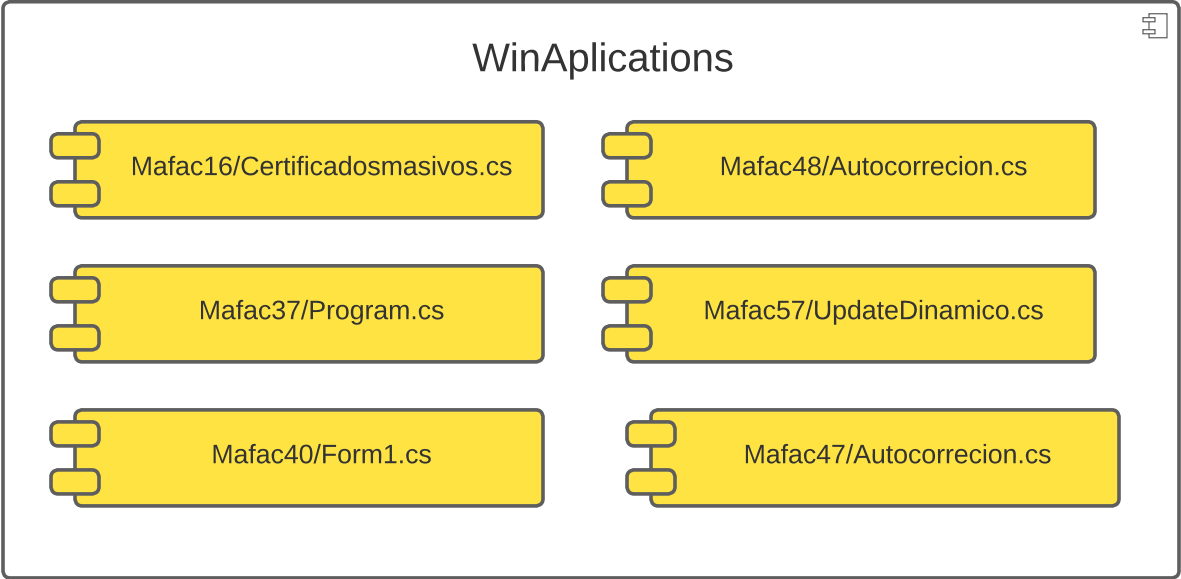 WinAplications
Mafac16/Certificadosmasivos.cs
Mafac48/Autocorrecion.cs
Mafac37/Program.cs
Mafac57/UpdateDinamico.cs
Mafac40/Form1.cs
Mafac47/Autocorrecion.cs